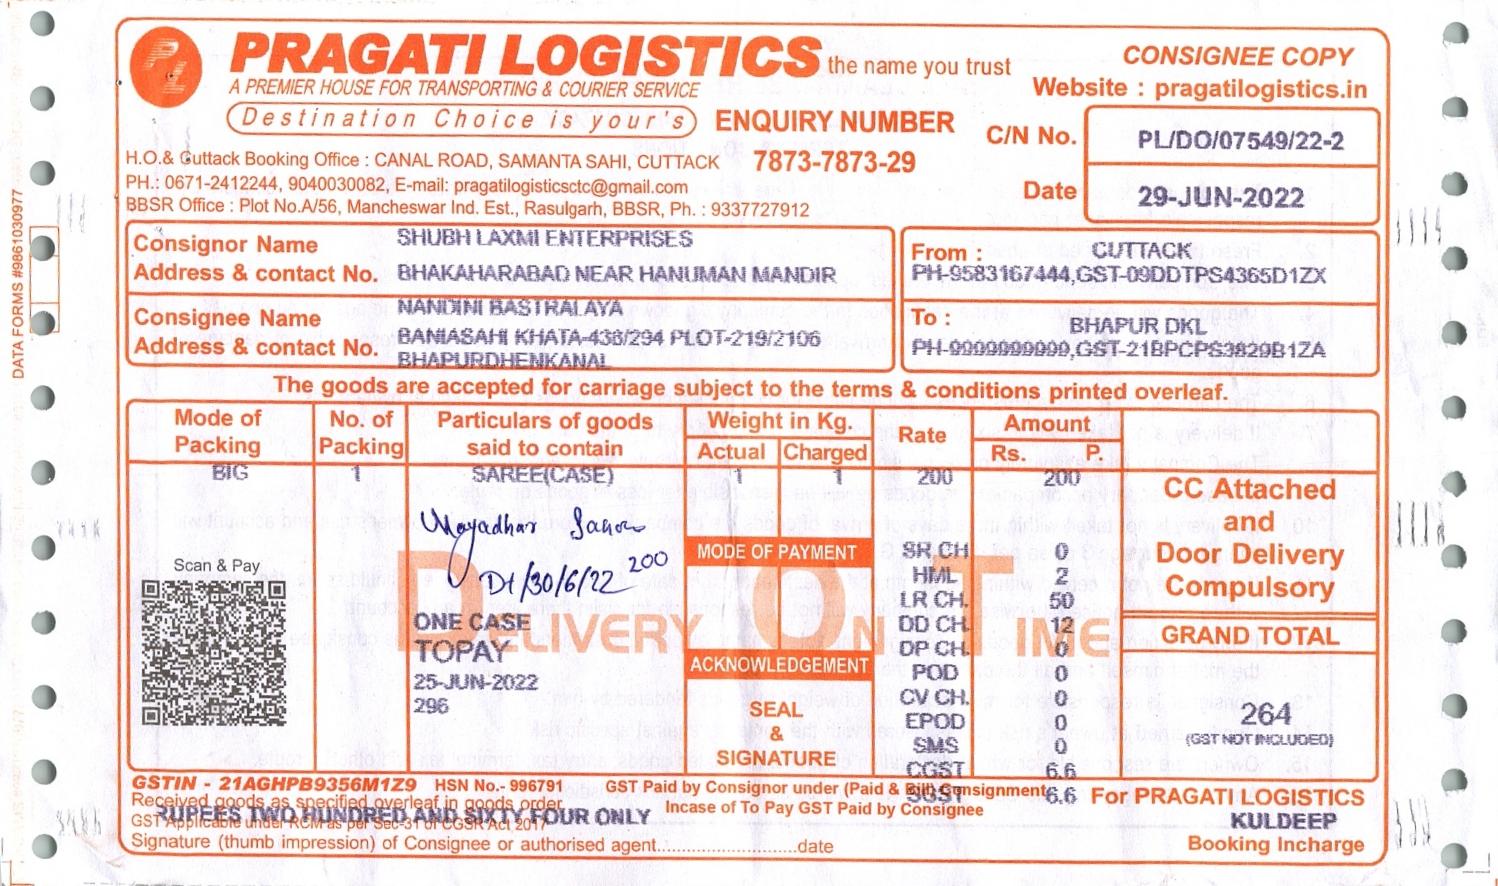 PRAGATI LOGISTICS the name you trust
A PREMIER HOUSE FOR TRANSPORTING & COURIER SERVICE
Destination Choice is your's
ENQUIRY NUMBER
7873-7873-29
CONSIGNEE COPY
Website : pragatilogistics.in
C/N No. PL/DO/07549/22-2
Date 29-JUN-2022
H.O.& Cuttack Booking Office : CANAL ROAD, SAMANTA SAHI, CUTTACK
PH.: 0671-2412244, 9040030082, E-mail: pragatilogisticsctc@gmail.com
BBSR Office : Plot No.A/56, Mancheswar Ind. Est., Rasulgarh, BBSR, Ph. : 9337727912
DATA FORMS #9861030977
Consignor Name SHUBH LAXMI ENTERPRISES
Address & contact No. BHAKAHARABAD NEAR HANUMAN MANDIR
From : CUTTACK
PH-9583167444,GST-09DDTPS4365D1ZX
Consignee Name NANDINI BASTRALAYA
Address & contact No. BANIASAHI KHATA-438/294 PLOT-219/2106
BHAPURDHENKANAL
To : BHAPUR DKL
PH-9999999999,GST-21BPCPS3829B1ZA
The goods are accepted for carriage subject to the terms & conditions printed overleaf.
Mode of Packing
No. of Packing
Particulars of goods said to contain
Weight in Kg.
Actual Charged
Rate
Amount
Rs. P.
BIG 1 SAREE(CASE) 1 1 200 200
CC Attached
and
Door Delivery
Compulsory
Mayadhar
200
Dt/30/6/22
Scan & Pay
DELIVERY ON TIME
ONE CASE
TOPAY
25-JUN-2022
296
MODE OF PAYMENT
ACKNOWLEDGEMENT
SEAL
&
SIGNATURE
SR.CH 0
HML 2
LR CH. 50
DD CH. 12
DP CH. 0
POD 0
CV CH. 0
EPOD 0
SMS 0
CGST 6.6
SGST 6.6
GRAND TOTAL
264
(GST NOT INCLUDED)
GSTIN - 21AGHPB9356M1Z9 HSN No.- 996791
GST Paid by Consignor under (Paid & Bill) Consignment
Incase of To Pay GST Paid by Consignee
Received goods as specified overleaf in goods order
RUPEES TWO HUNDRED AND SIXTY FOUR ONLY
GST Applicable under RCM as per Sec-31 of CGSR Act,2017
Signature (thumb impression) of Consignee or authorised agent..........................date
For PRAGATI LOGISTICS
KULDEEP
Booking Incharge